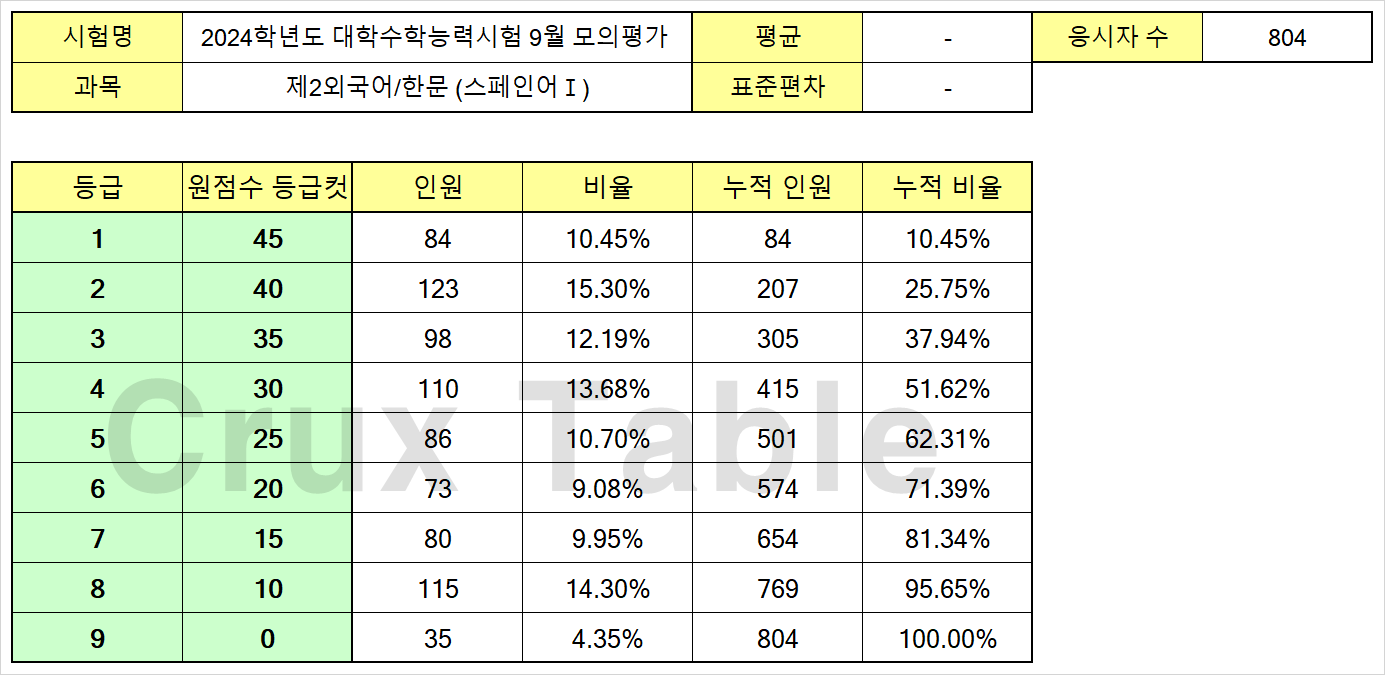 시험명 2024학년도 대학수학능력시험 9월 모의평가 평균 - 응시자 수 804
과목 제2외국어/한문 (스페인어Ⅰ) 표준편차 -
등급 원점수 등급컷 인원 비율 누적 인원 누적 비율
1 45 84 10.45% 84 10.45%
2 40 123 15.30% 207 25.75%
3 35 98 12.19% 305 37.94%
4 30 110 13.68% 415 51.62%
5 25 86 10.70% 501 62.31%
6 20 73 9.08% 574 71.39%
7 15 80 9.95% 654 81.34%
8 10 115 14.30% 769 95.65%
9 0 35 4.35% 804 100.00%
Crux Table